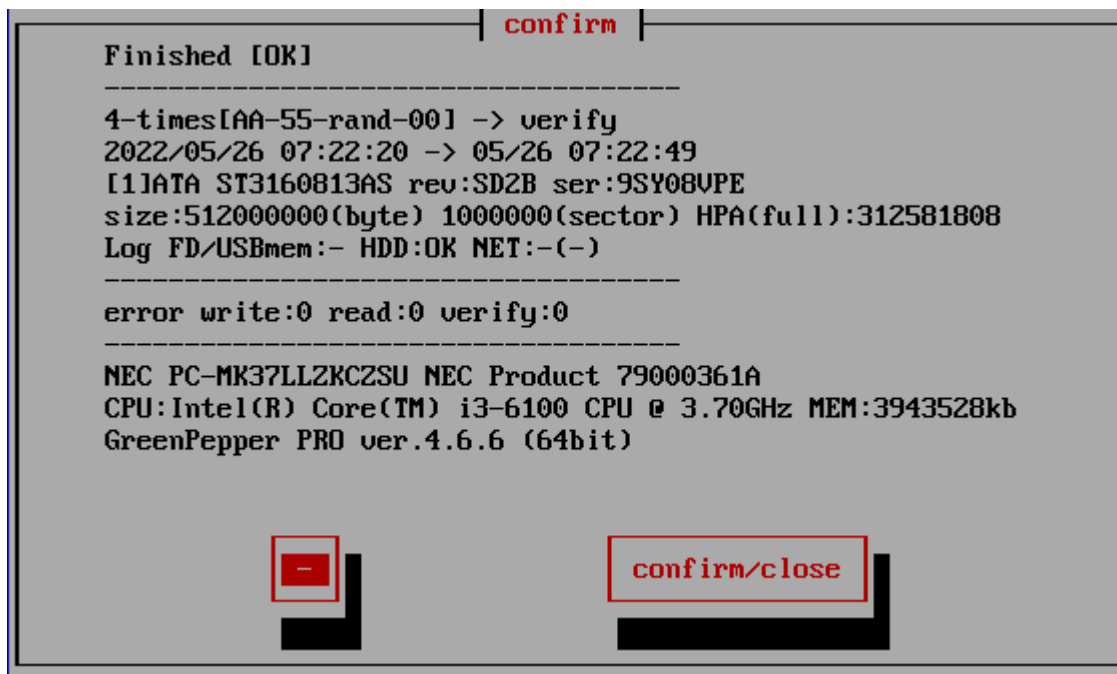 confirm
Finished [OK]
------------------------------------
4-times[AA-55-rand-00] -> verify
2022/05/26 07:22:20 -> 05/26 07:22:49
[1]ATA ST3160813AS rev:SD2B ser:9SY08VPE
size:512000000(byte) 1000000(sector) HPA(full):312581808
Log FD/USBmem:- HDD:OK NET:-(-)
------------------------------------
error write:0 read:0 verify:0
------------------------------------
NEC PC-MK37LLZKCZSU NEC Product 79000361A
CPU:Intel(R) Core(TM) i3-6100 CPU @ 3.70GHz MEM:3943528kb
GreenPepper PRO ver.4.6.6 (64bit)
- confirm/close